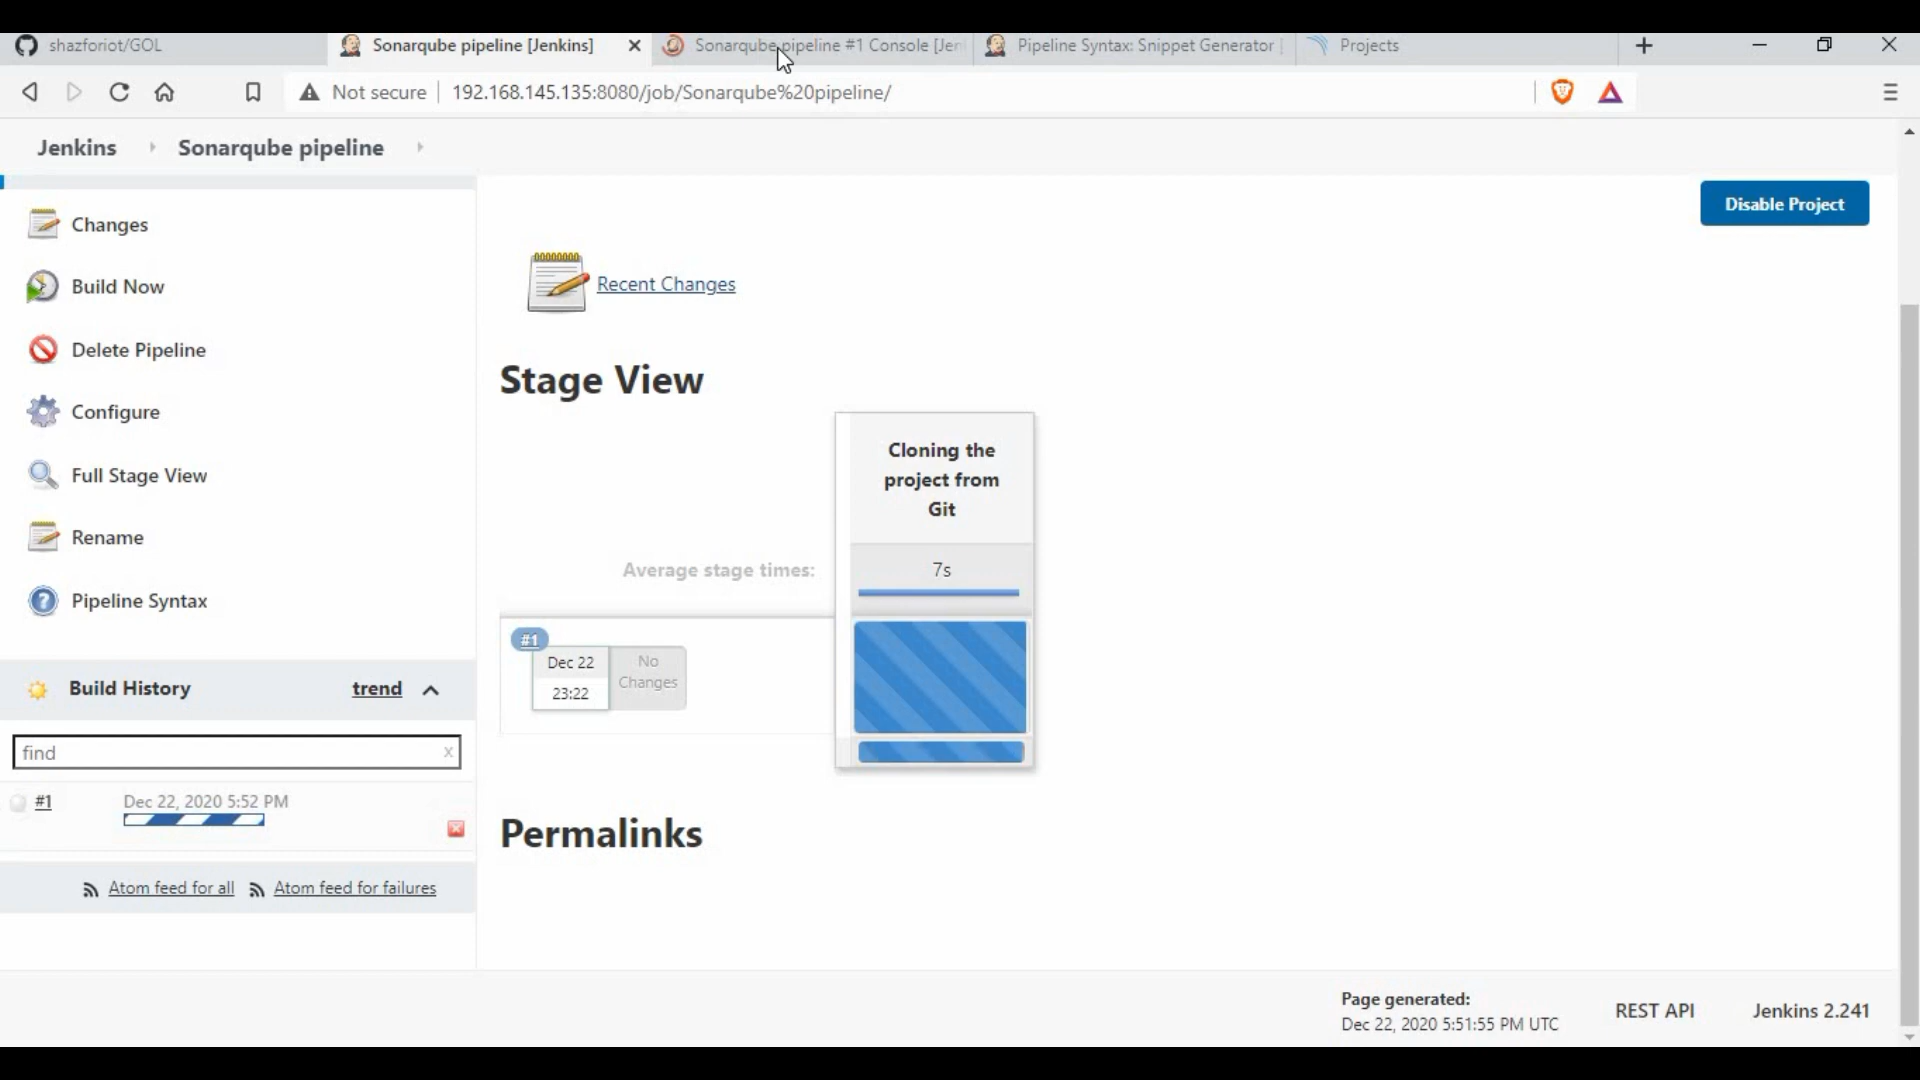 shazforiot/GOL
Sonarqube pipeline [Jenkins]
Sonarqube pipeline #1 Console [Jen
Pipeline Syntax: Snippet Generator
Projects
Not secure
192.168.145.135:8080/job/Sonarqube%20pipeline/
Jenkins
Sonarqube pipeline
Changes
Build Now
Delete Pipeline
Configure
Full Stage View
Rename
Pipeline Syntax
Build History
trend
find
x
#1
Dec 22, 2020 5:52 PM
Atom feed for all
Atom feed for failures
Disable Project
Recent Changes
Stage View
Cloning the
project from
Git
Average stage times:
7s
#1
Dec 22
23:22
No
Changes
Permalinks
Page generated:
Dec 22, 2020 5:51:55 PM UTC
REST API
Jenkins 2.241